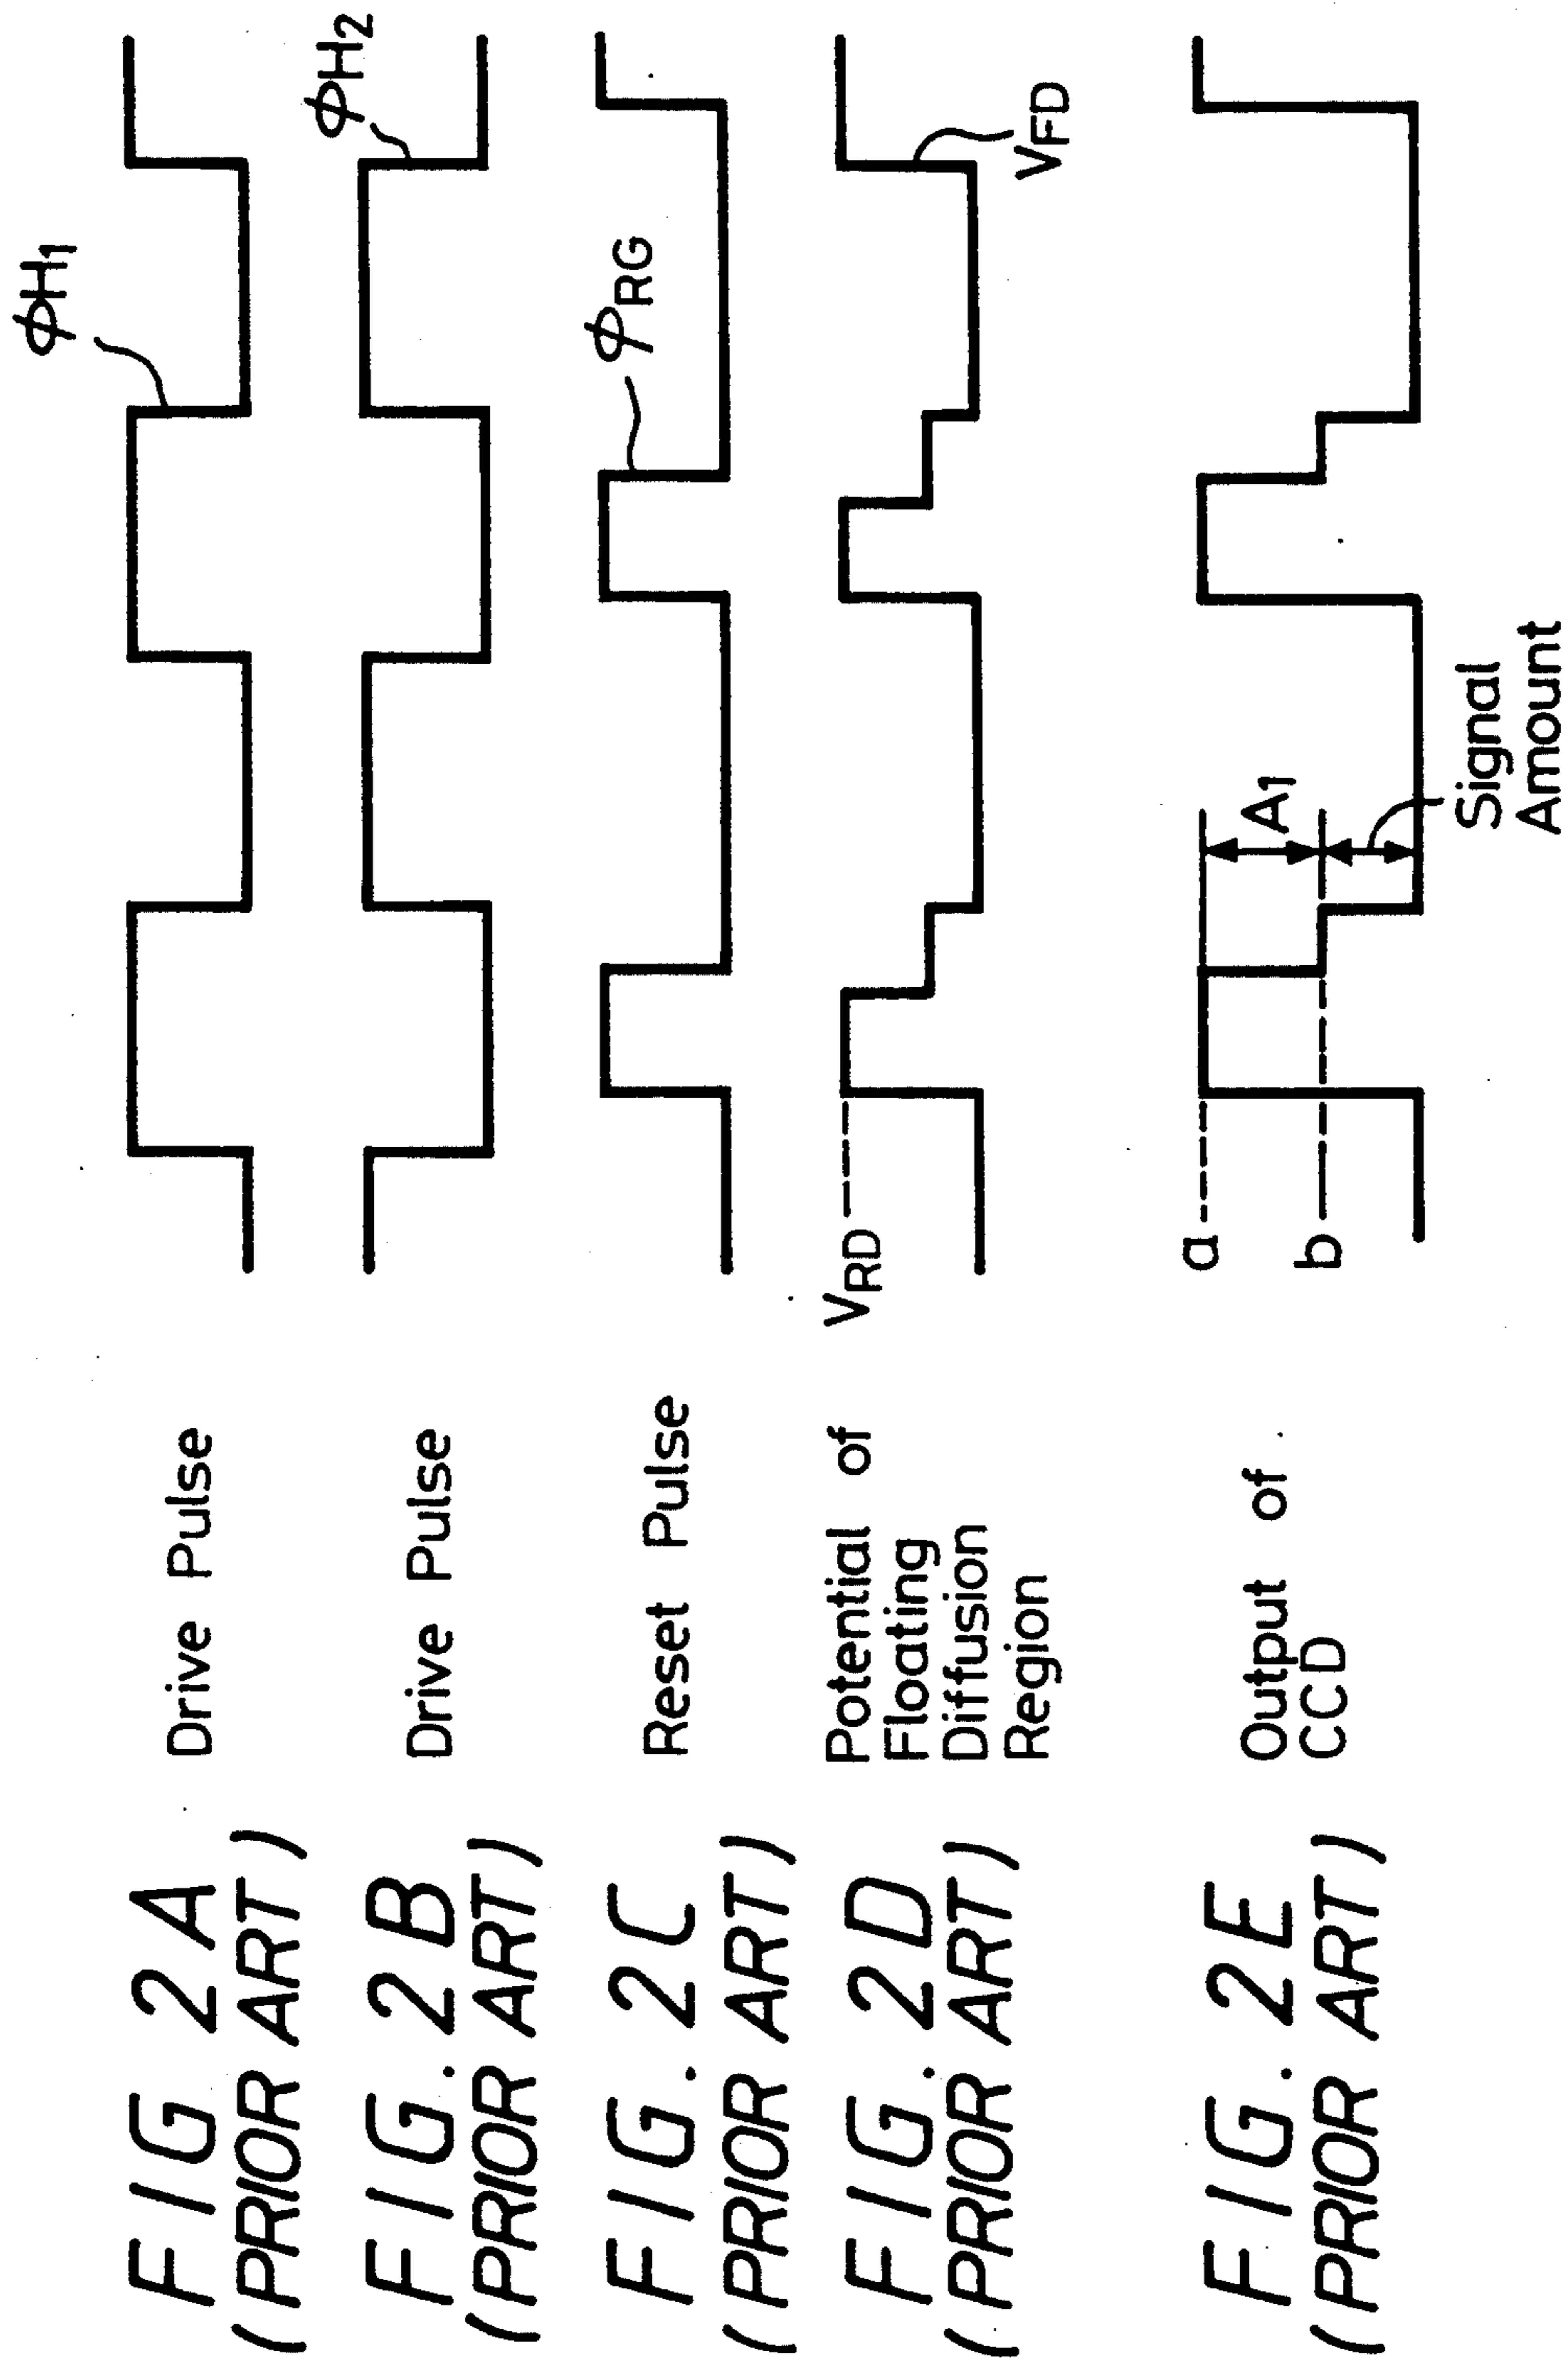 FIG 2A
(PRIOR ART)
Drive Pulse
ϕH1
FIG. 2B
(PRIOR ART)
Drive Pulse
ϕH2
FIG. 2C
(PRIOR ART)
Reset Pulse
ϕRG
FIG. 2D
(PRIOR ART)
Potential of
Floating
Diffusion
Region
VRD
VFD
FIG. 2E
(PRIOR ART)
Output of
CCD
a
b
A1
Signal
Amount